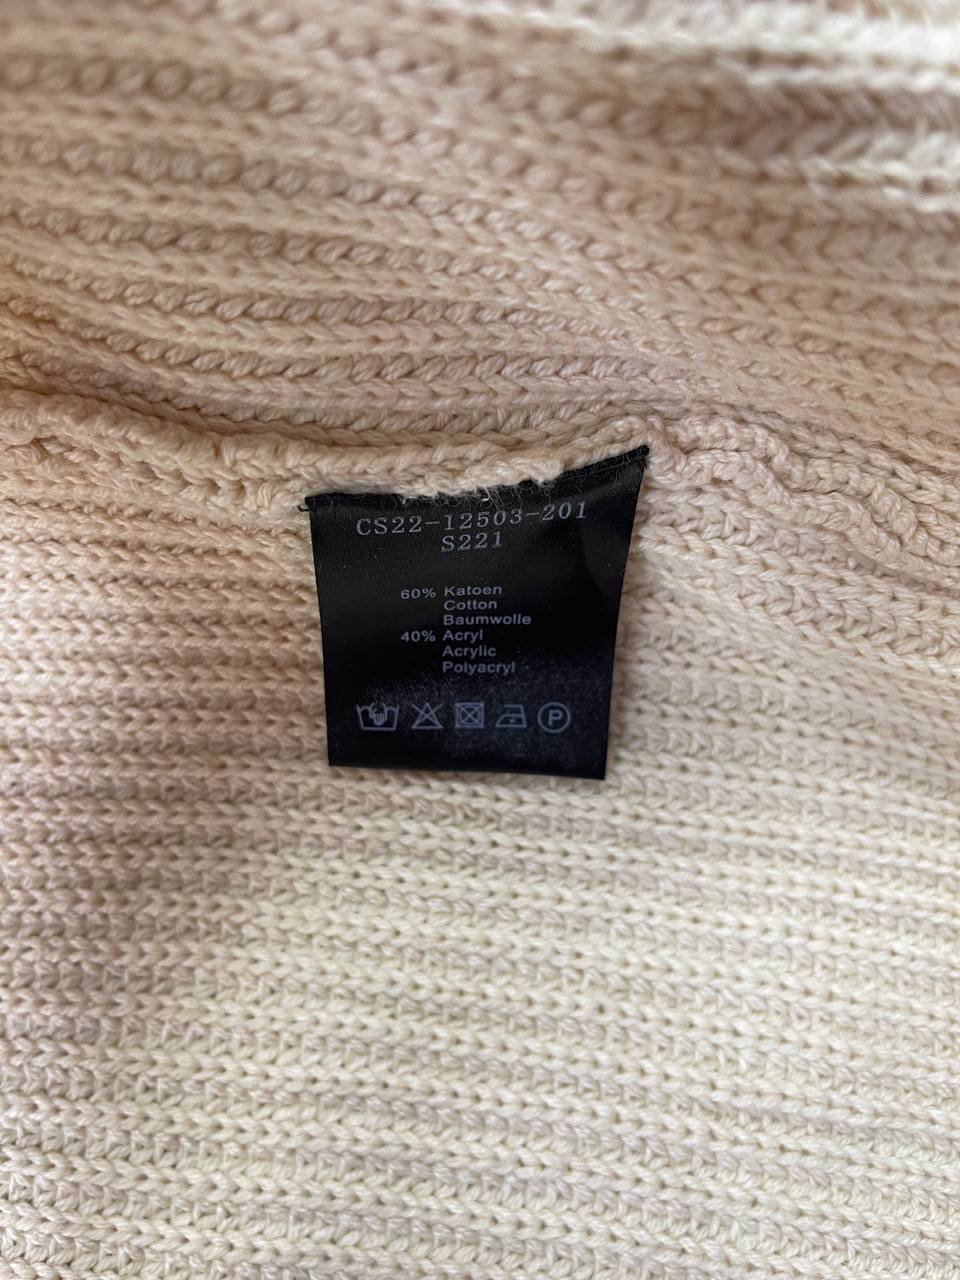 CS22-12503-201
S221
60% Katoen
Cotton
Baumwolle
40% Acryl
Acrylic
Polyacryl
P